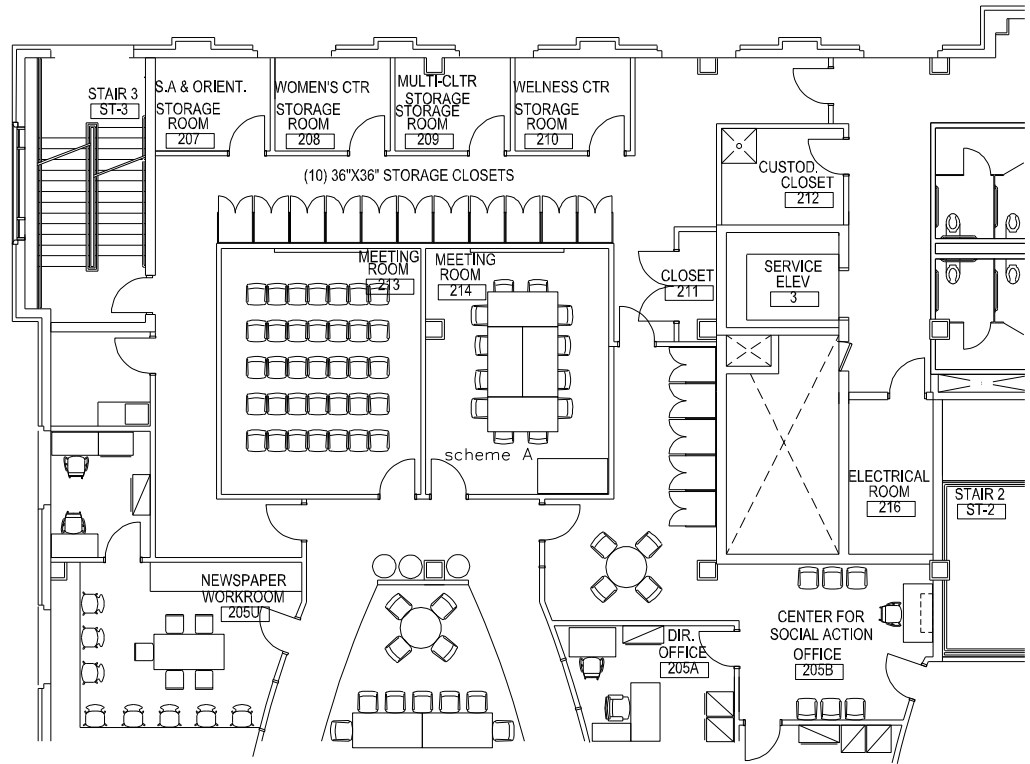 STAIR 3
ST-3
S.A & ORIENT.
STORAGE
ROOM
207
WOMEN'S CTR
STORAGE
ROOM
208
MULTI-CLTR
STORAGE
STORAGE
ROOM
209
WELNESS CTR
STORAGE
ROOM
210
(10) 36"X36" STORAGE CLOSETS
CUSTOD.
CLOSET
212
MEETING
ROOM
213
MEETING
ROOM
214
CLOSET
211
SERVICE
ELEV
3
scheme A
ELECTRICAL
ROOM
216
STAIR 2
ST-2
NEWSPAPER
WORKROOM
205U
DIR.
OFFICE
205A
CENTER FOR
SOCIAL ACTION
OFFICE
205B